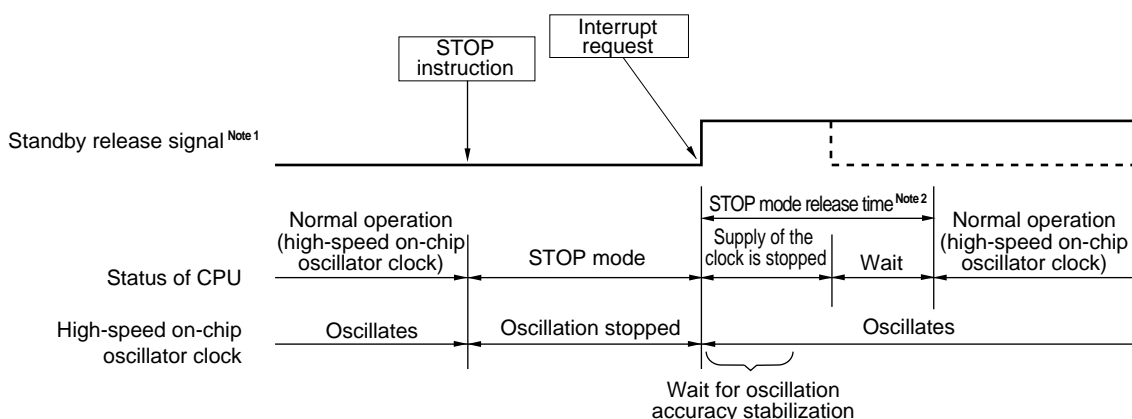 Interrupt
request
STOP
instruction
Standby release signal Note 1
STOP mode release time Note 2
Normal operation
(high-speed on-chip
oscillator clock)
Supply of the
clock is stopped
Normal operation
(high-speed on-chip
oscillator clock)
Status of CPU
STOP mode
Wait
High-speed on-chip
oscillator clock
Oscillates
Oscillation stopped
Oscillates
Wait for oscillation
accuracy stabilization